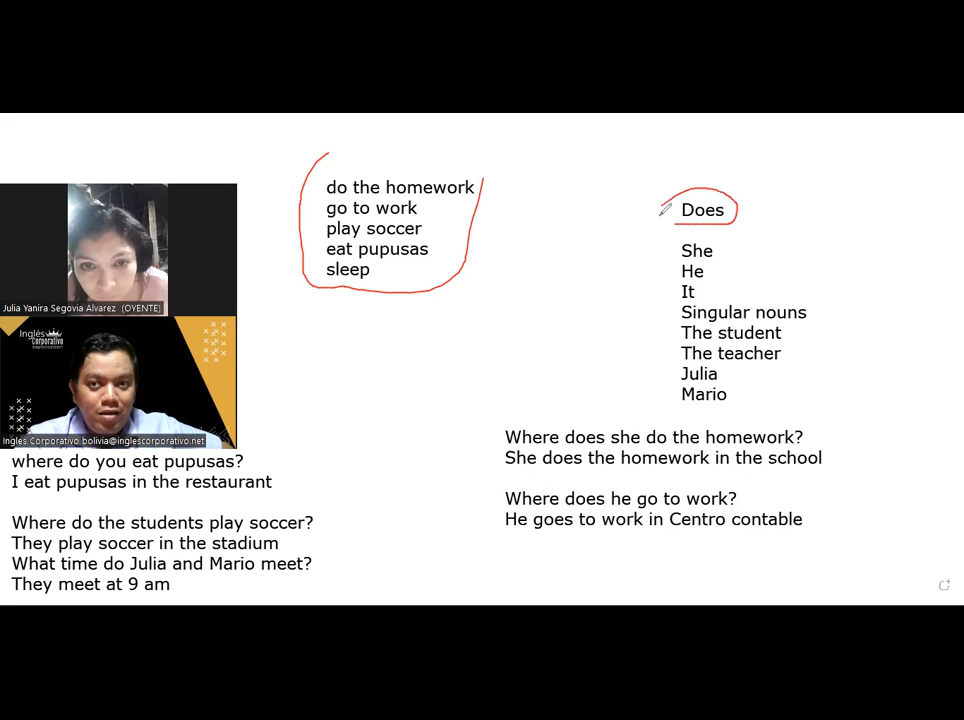 do the homework
go to work
play soccer
eat pupusas
sleep
Does
She
He
It
Singular nouns
The student
The teacher
Julia
Mario
Julia Yanira Segovia Alvarez (OYENTE)
Inglés
Corporativo
Ingles Corporativo bolivia@inglescorporativo.net
where do you eat pupusas?
I eat pupusas in the restaurant
Where do the students play soccer?
They play soccer in the stadium
What time do Julia and Mario meet?
They meet at 9 am
Where does she do the homework?
She does the homework in the school
Where does he go to work?
He goes to work in Centro contable